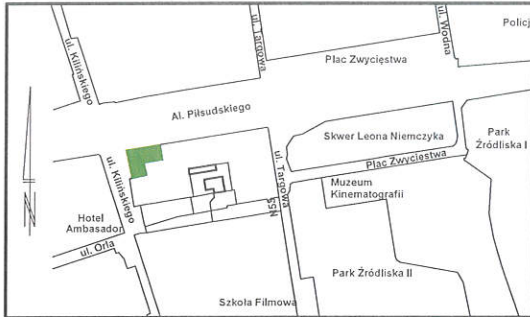 Policj
ul. Kilińskiego
ul. Targowa
Plac Zwycięstwa
ul. Wodna
Al. Piłsudskiego
Skwer Leona Niemczyka
Park
Źródliska I
ul. Kilińskiego
ul. Targowa
Plac Zwycięstwa
Muzeum
Kinematografii
Hotel
Ambasador
N55
ul. Orla
Park Źródliska II
Szkoła Filmowa
N